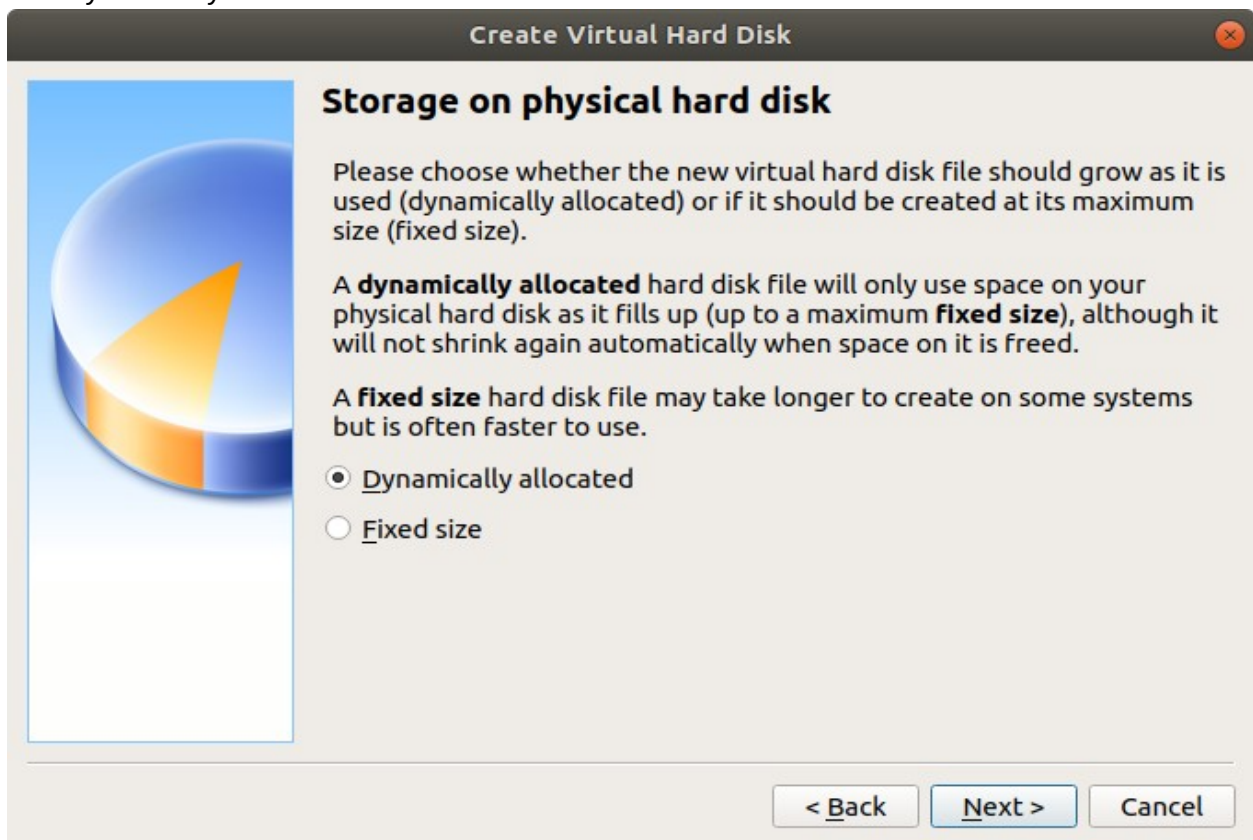 Create Virtual Hard Disk
Storage on physical hard disk
Please choose whether the new virtual hard disk file should grow as it is
used (dynamically allocated) or if it should be created at its maximum
size (fixed size).
A dynamically allocated hard disk file will only use space on your
physical hard disk as it fills up (up to a maximum fixed size), although it
will not shrink again automatically when space on it is freed.
A fixed size hard disk file may take longer to create on some systems
but is often faster to use.
Dynamically allocated
Fixed size
< Back Next > Cancel